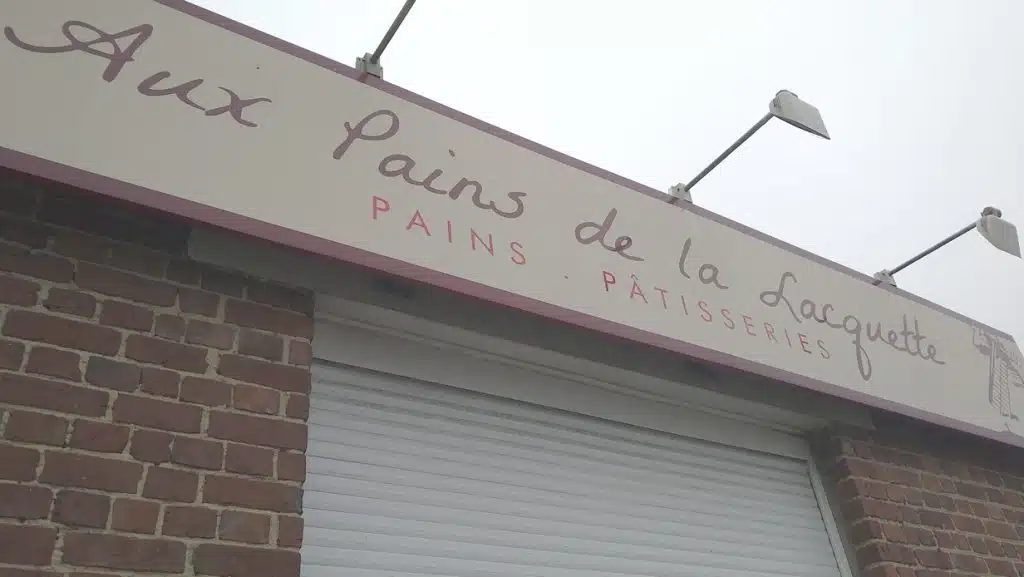 Aux Pains de la Lacquette
PAINS . PÂTISSERIES